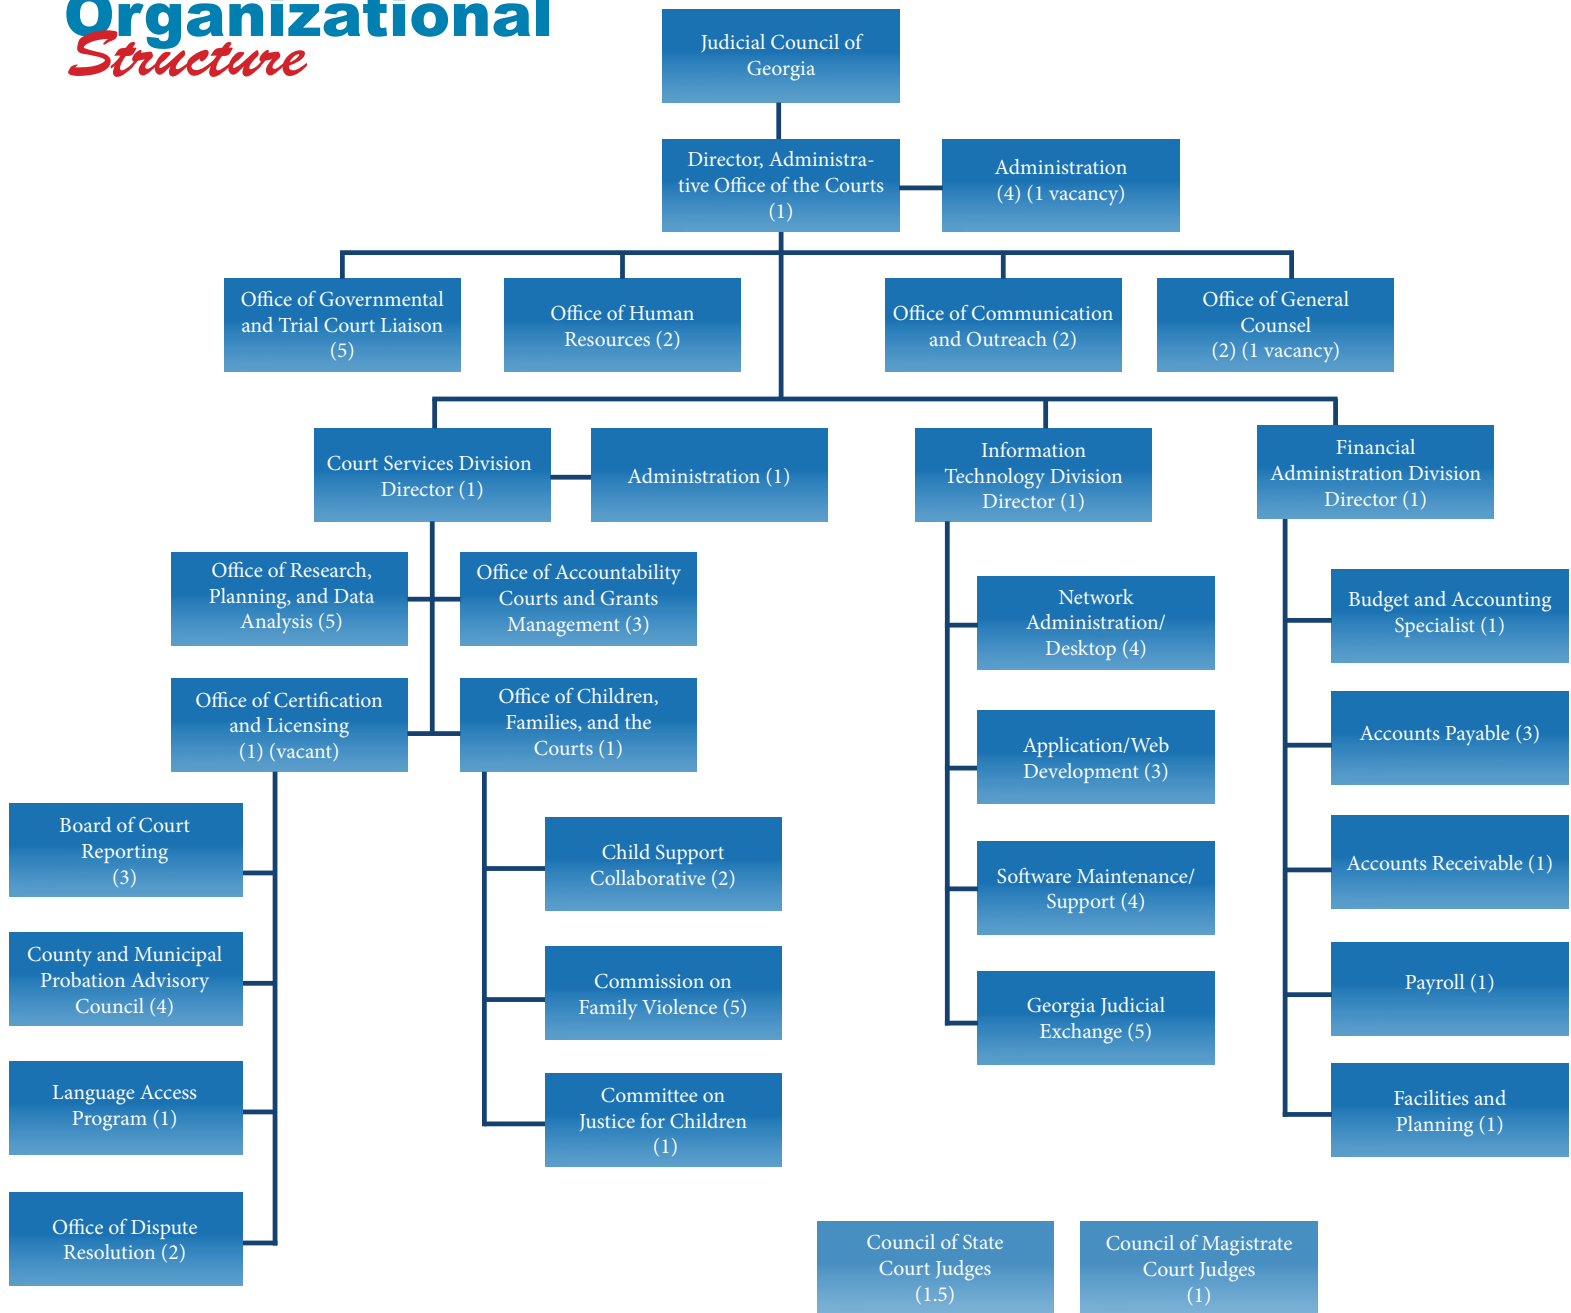 Organizational
Structure
Judicial Council of
Georgia
Director, Administra-
tive Office of the Courts
(1)
Administration
(4) (1 vacancy)
Office of Governmental
and Trial Court Liaison
(5)
Office of Human
Resources (2)
Office of Communication
and Outreach (2)
Office of General
Counsel
(2) (1 vacancy)
Court Services Division
Director (1)
Administration (1)
Information
Technology Division
Director (1)
Financial
Administration Division
Director (1)
Office of Research,
Planning, and Data
Analysis (5)
Office of Accountability
Courts and Grants
Management (3)
Office of Certification
and Licensing
(1) (vacant)
Office of Children,
Families, and the
Courts (1)
Board of Court
Reporting
(3)
County and Municipal
Probation Advisory
Council (4)
Language Access
Program (1)
Office of Dispute
Resolution (2)
Child Support
Collaborative (2)
Commission on
Family Violence (5)
Committee on
Justice for Children
(1)
Network
Administration/
Desktop (4)
Application/Web
Development (3)
Software Maintenance/
Support (4)
Georgia Judicial
Exchange (5)
Budget and Accounting
Specialist (1)
Accounts Payable (3)
Accounts Receivable (1)
Payroll (1)
Facilities and
Planning (1)
Council of State
Court Judges
(1.5)
Council of Magistrate
Court Judges
(1)